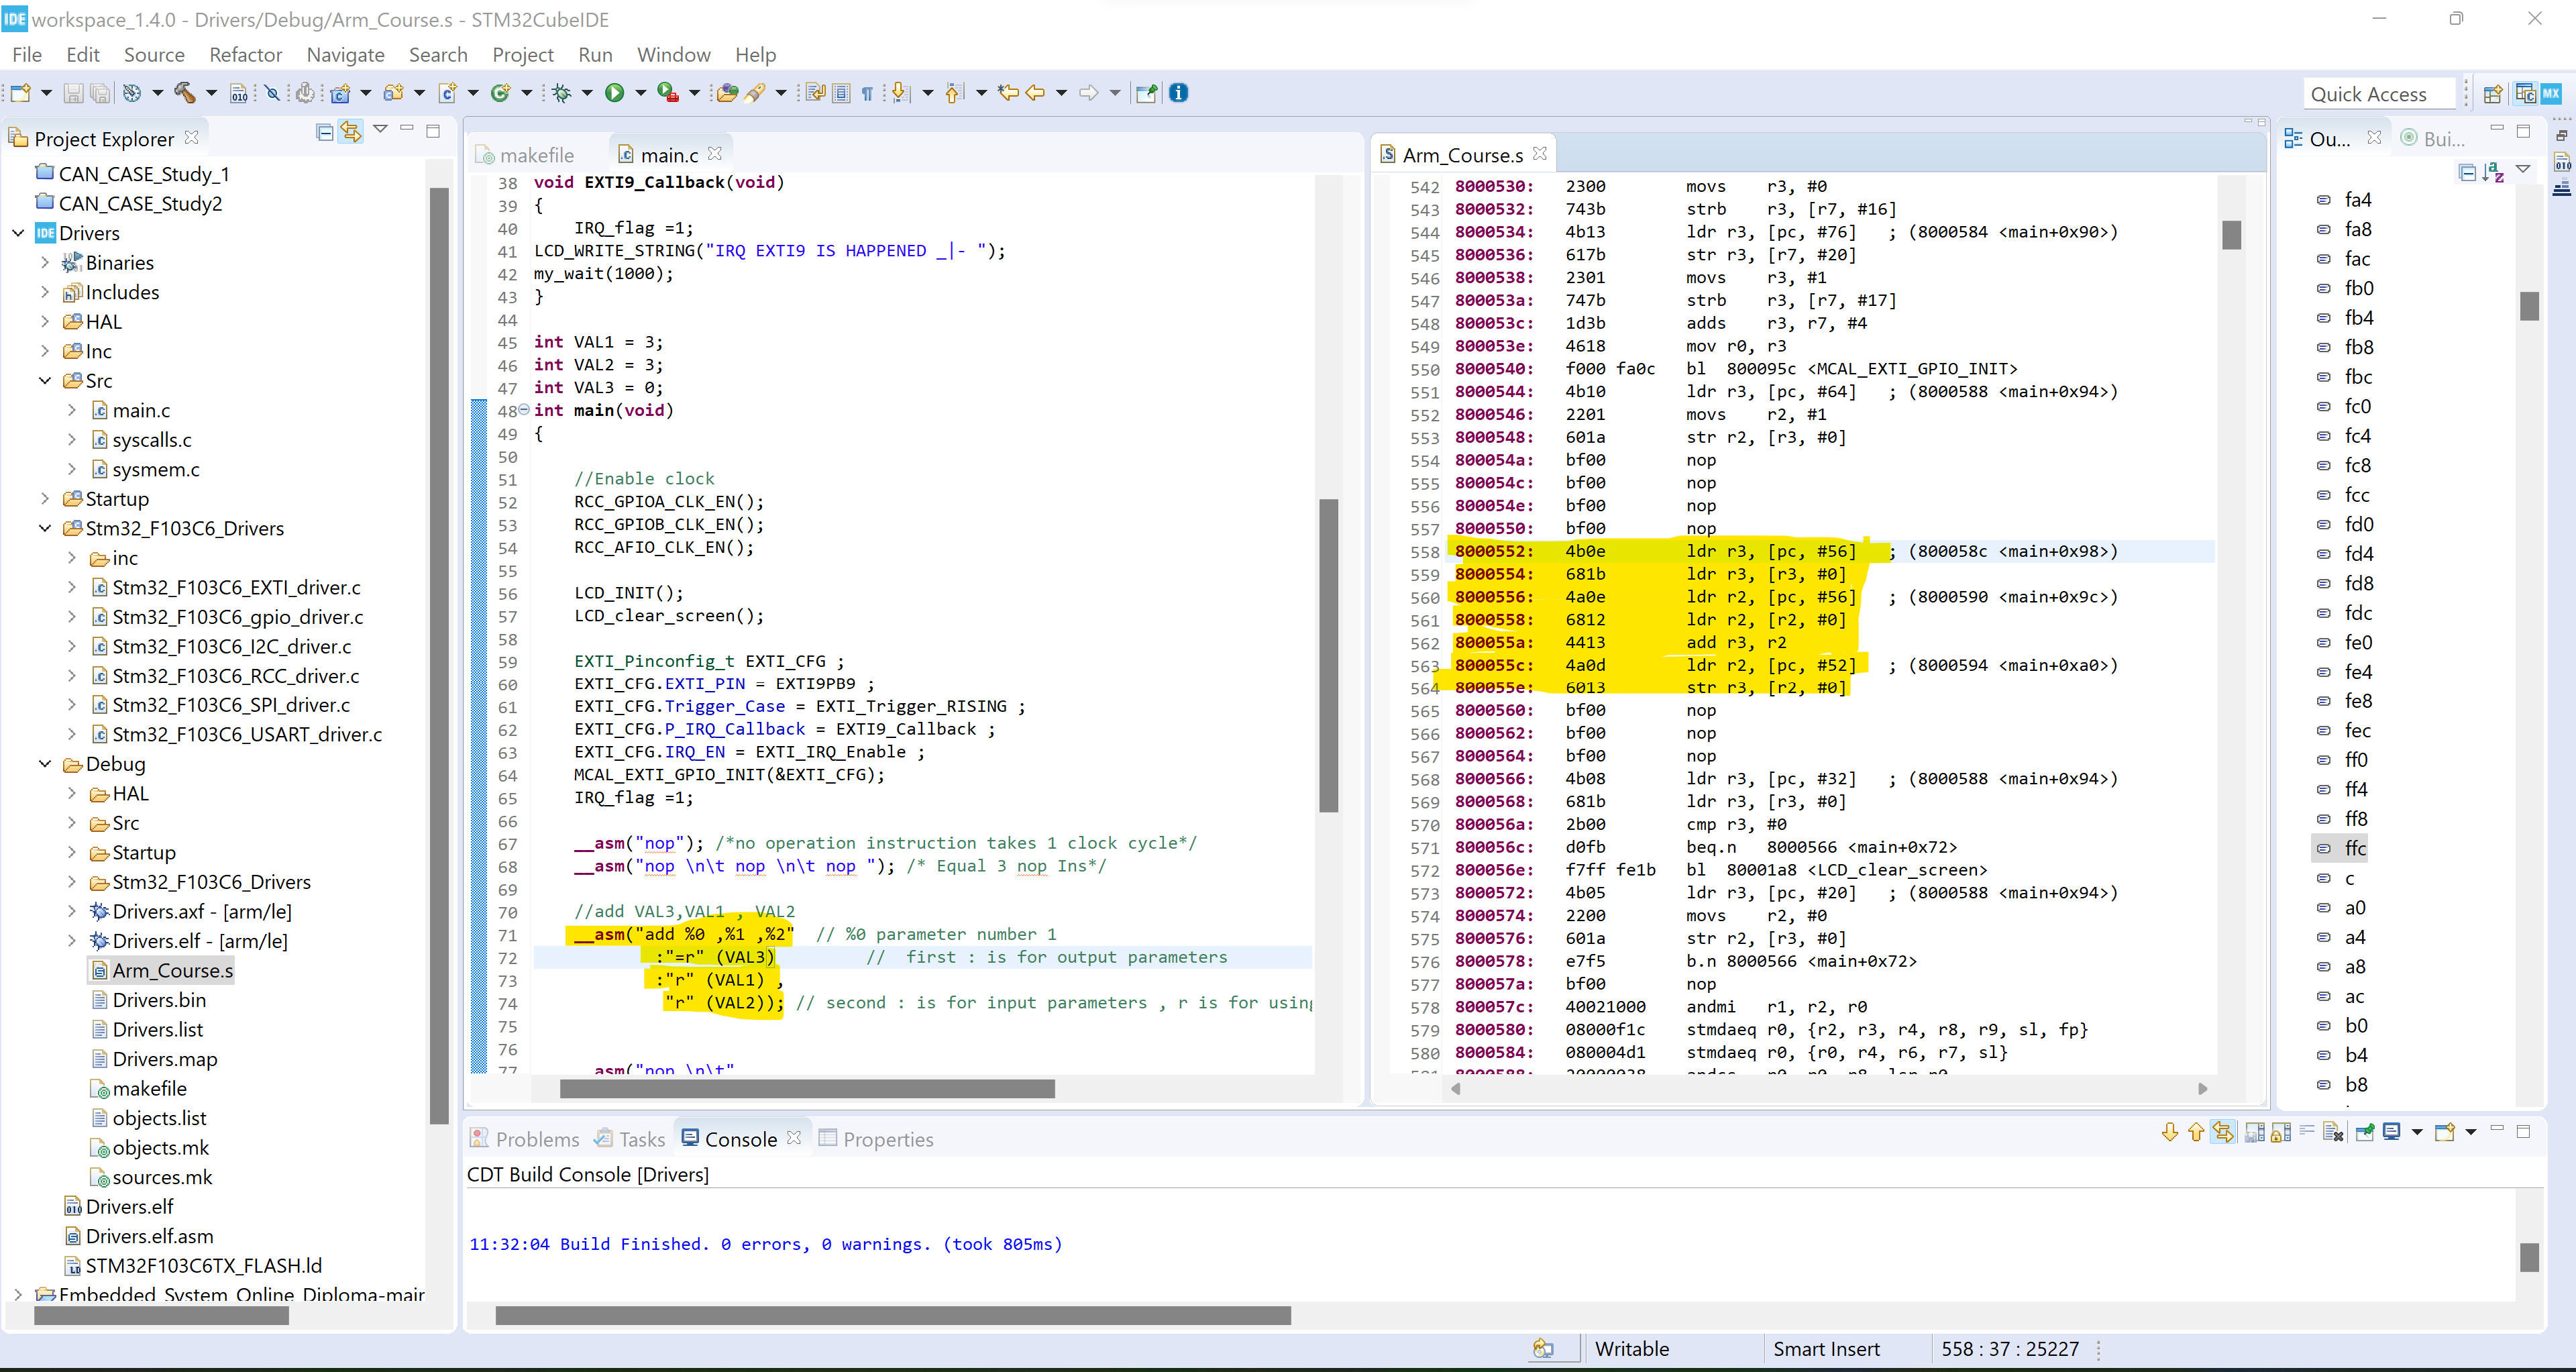 workspace_1.4.0 - Drivers/Debug/Arm_Course.s - STM32CubeIDE
File Edit Source Refactor Navigate Search Project Run Window Help
Quick Access
Project Explorer
CAN_CASE_Study_1
CAN_CASE_Study2
IDE Drivers
Binaries
Includes
HAL
Inc
Src
main.c
syscalls.c
sysmem.c
Startup
Stm32_F103C6_Drivers
inc
Stm32_F103C6_EXTI_driver.c
Stm32_F103C6_gpio_driver.c
Stm32_F103C6_I2C_driver.c
Stm32_F103C6_RCC_driver.c
Stm32_F103C6_SPI_driver.c
Stm32_F103C6_USART_driver.c
Debug
HAL
Src
Startup
Stm32_F103C6_Drivers
Drivers.axf - [arm/le]
Drivers.elf - [arm/le]
Arm_Course.s
Drivers.bin
Drivers.list
Drivers.map
makefile
objects.list
objects.mk
sources.mk
Drivers.elf
Drivers.elf.asm
STM32F103C6TX_FLASH.ld
Embedded_System_Online_Diploma-mair
makefile main.c
38 void EXTI9_Callback(void)
39 {
40 IRQ_flag =1;
41 LCD_WRITE_STRING("IRQ EXTI9 IS HAPPENED _|- ");
42 my_wait(1000);
43 }
44
45 int VAL1 = 3;
46 int VAL2 = 3;
47 int VAL3 = 0;
48 int main(void)
49 {
50
51 //Enable clock
52 RCC_GPIOA_CLK_EN();
53 RCC_GPIOB_CLK_EN();
54 RCC_AFIO_CLK_EN();
55
56 LCD_INIT();
57 LCD_clear_screen();
58
59 EXTI_Pinconfig_t EXTI_CFG ;
60 EXTI_CFG.EXTI_PIN = EXTI9PB9 ;
61 EXTI_CFG.Trigger_Case = EXTI_Trigger_RISING ;
62 EXTI_CFG.P_IRQ_Callback = EXTI9_Callback ;
63 EXTI_CFG.IRQ_EN = EXTI_IRQ_Enable ;
64 MCAL_EXTI_GPIO_INIT(&EXTI_CFG);
65 IRQ_flag =1;
66
67 __asm("nop"); /*no operation instruction takes 1 clock cycle*/
68 __asm("nop \n\t nop \n\t nop "); /* Equal 3 nop Ins*/
69
70 //add VAL3,VAL1 , VAL2
71 __asm("add %0 ,%1 ,%2" // %0 parameter number 1
72 :"=r" (VAL3) // first : is for output parameters
73 :"r" (VAL1) ,
74 "r" (VAL2)); // second : is for input parameters , r is for using
75
76
77 __asm("nop \n\t"
Arm_Course.s
542 8000530: 2300 movs r3, #0
543 8000532: 743b strb r3, [r7, #16]
544 8000534: 4b13 ldr r3, [pc, #76] ; (8000584 <main+0x90>)
545 8000536: 617b str r3, [r7, #20]
546 8000538: 2301 movs r3, #1
547 800053a: 747b strb r3, [r7, #17]
548 800053c: 1d3b adds r3, r7, #4
549 800053e: 4618 mov r0, r3
550 8000540: f000 fa0c bl 800095c <MCAL_EXTI_GPIO_INIT>
551 8000544: 4b10 ldr r3, [pc, #64] ; (8000588 <main+0x94>)
552 8000546: 2201 movs r2, #1
553 8000548: 601a str r2, [r3, #0]
554 800054a: bf00 nop
555 800054c: bf00 nop
556 800054e: bf00 nop
557 8000550: bf00 nop
558 8000552: 4b0e ldr r3, [pc, #56] ; (800058c <main+0x98>)
559 8000554: 681b ldr r3, [r3, #0]
560 8000556: 4a0e ldr r2, [pc, #56] ; (8000590 <main+0x9c>)
561 8000558: 6812 ldr r2, [r2, #0]
562 800055a: 4413 add r3, r2
563 800055c: 4a0d ldr r2, [pc, #52] ; (8000594 <main+0xa0>)
564 800055e: 6013 str r3, [r2, #0]
565 8000560: bf00 nop
566 8000562: bf00 nop
567 8000564: bf00 nop
568 8000566: 4b08 ldr r3, [pc, #32] ; (8000588 <main+0x94>)
569 8000568: 681b ldr r3, [r3, #0]
570 800056a: 2b00 cmp r3, #0
571 800056c: d0fb beq.n 8000566 <main+0x72>
572 800056e: f7ff fe1b bl 80001a8 <LCD_clear_screen>
573 8000572: 4b05 ldr r3, [pc, #20] ; (8000588 <main+0x94>)
574 8000574: 2200 movs r2, #0
575 8000576: 601a str r2, [r3, #0]
576 8000578: e7f5 b.n 8000566 <main+0x72>
577 800057a: bf00 nop
578 800057c: 40021000 andmi r1, r2, r0
579 8000580: 08000f1c stmdaeq r0, {r2, r3, r4, r8, r9, sl, fp}
580 8000584: 080004d1 stmdaeq r0, {r0, r4, r6, r7, sl}
Ou... Bui...
fa4
fa8
fac
fb0
fb4
fb8
fbc
fc0
fc4
fc8
fcc
fd0
fd4
fd8
fdc
fe0
fe4
fe8
fec
ff0
ff4
ff8
ffc
c
a0
a4
a8
ac
b0
b4
b8
Problems Tasks Console Properties
CDT Build Console [Drivers]
11:32:04 Build Finished. 0 errors, 0 warnings. (took 805ms)
Writable Smart Insert 558 : 37 : 25227